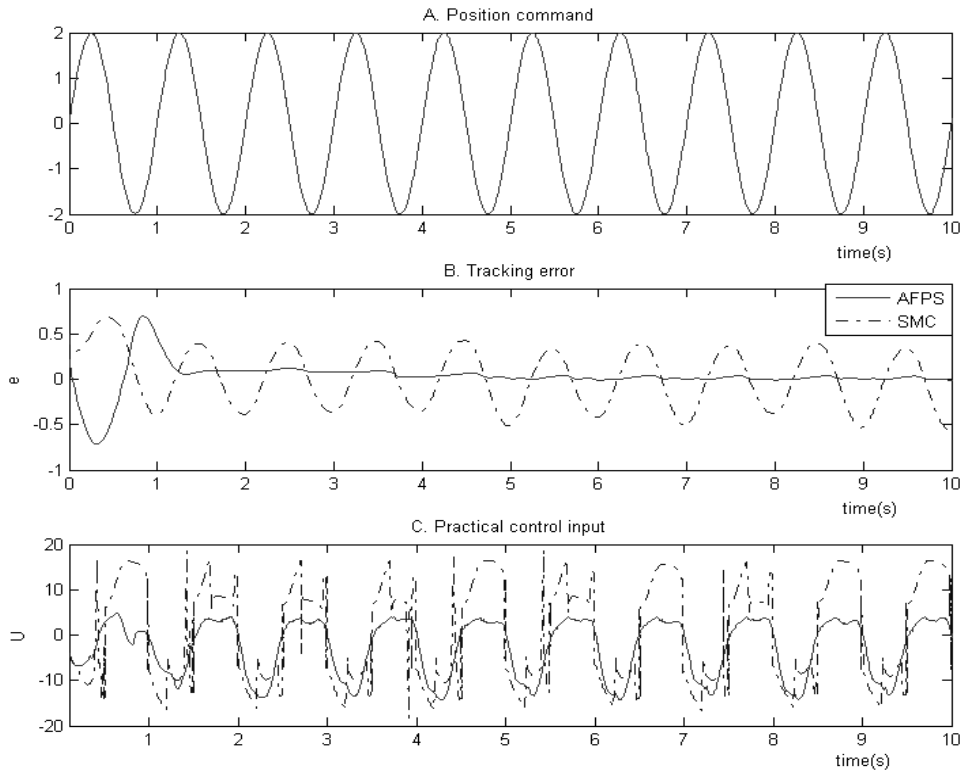 A. Position command
2
1
0
-1
-2
0 1 2 3 4 5 6 7 8 9 10
time(s)
B. Tracking error
1
0.5
0
-0.5
-1
e
AFPS
SMC
0 1 2 3 4 5 6 7 8 9 10
time(s)
C. Practical control input
20
10
0
-10
-20
U
1 2 3 4 5 6 7 8 9 10
time(s)